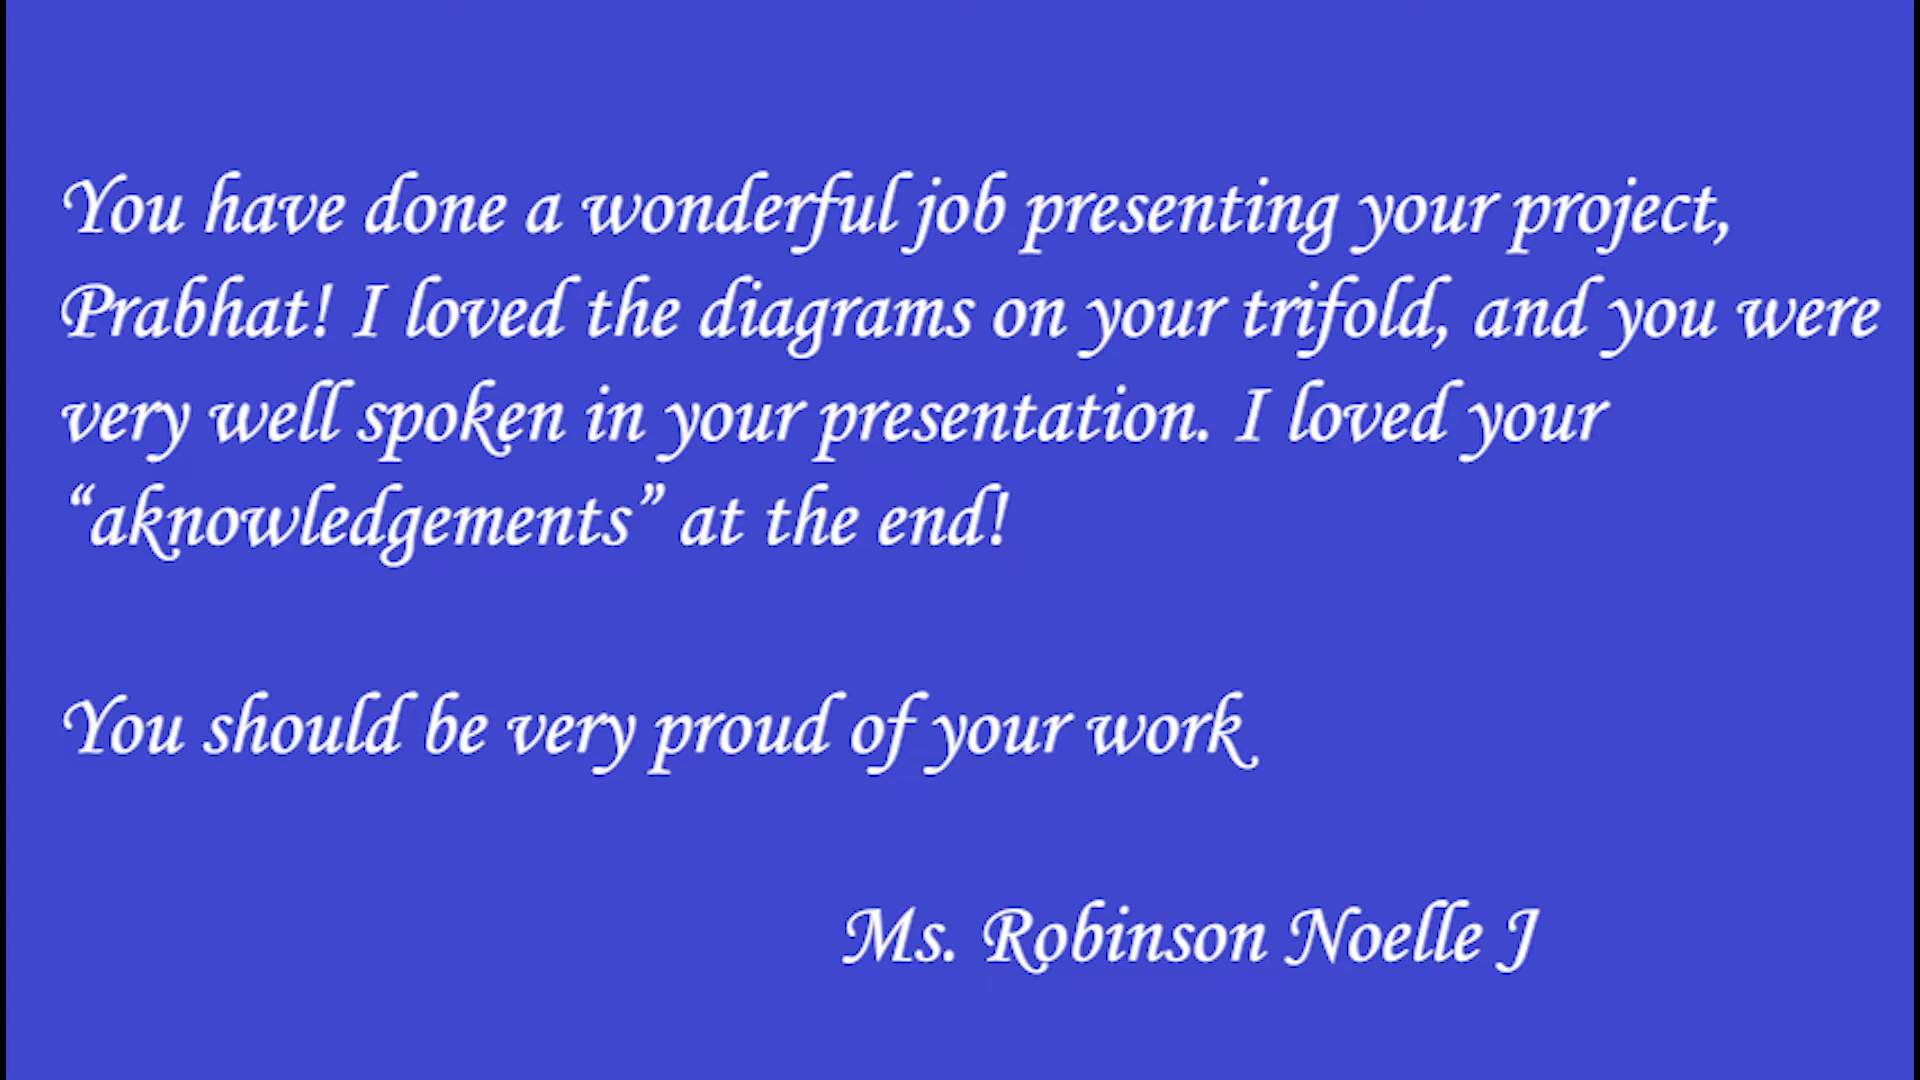 You have done a wonderful job presenting your project,
Prabhat! I loved the diagrams on your trifold, and you were
very well spoken in your presentation. I loved your
“aknowledgements” at the end!
You should be very proud of your work
Ms. Robinson Noelle J